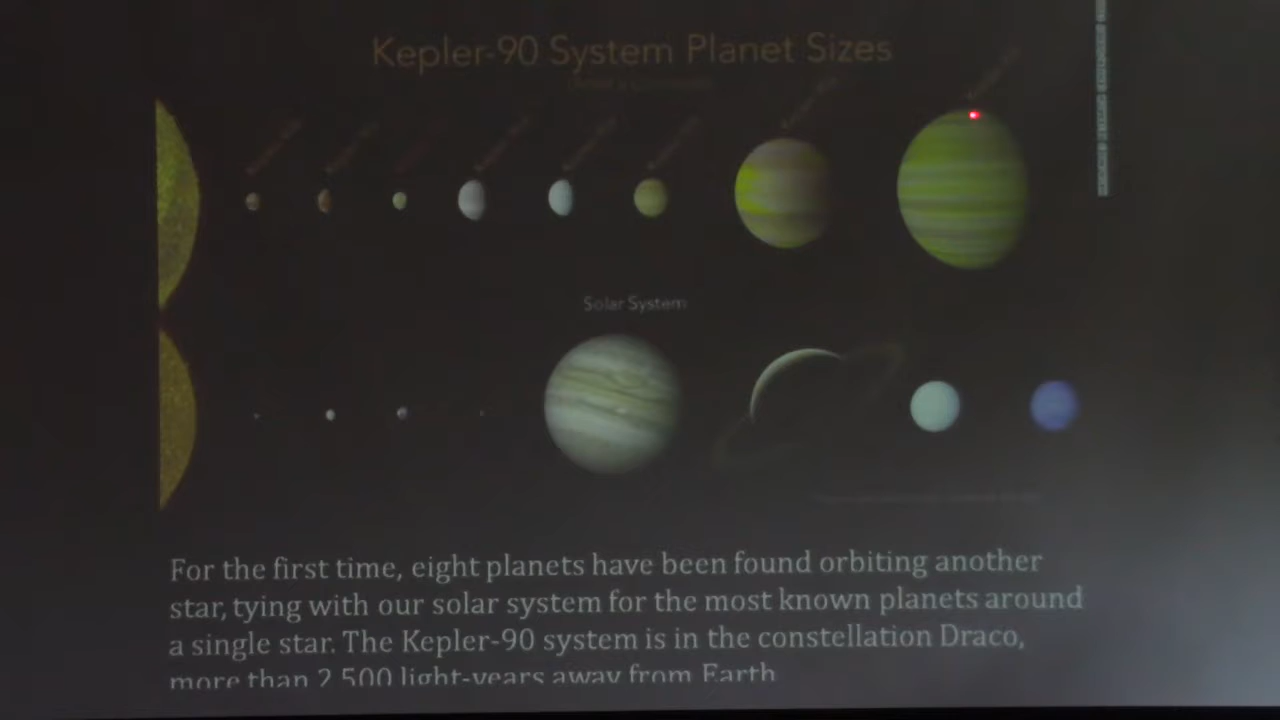 Kepler-90 System Planet Sizes
Solar System
For the first time, eight planets have been found orbiting another
star, tying with our solar system for the most known planets around
a single star. The Kepler-90 system is in the constellation Draco,
more than 2,500 light-years away from Earth